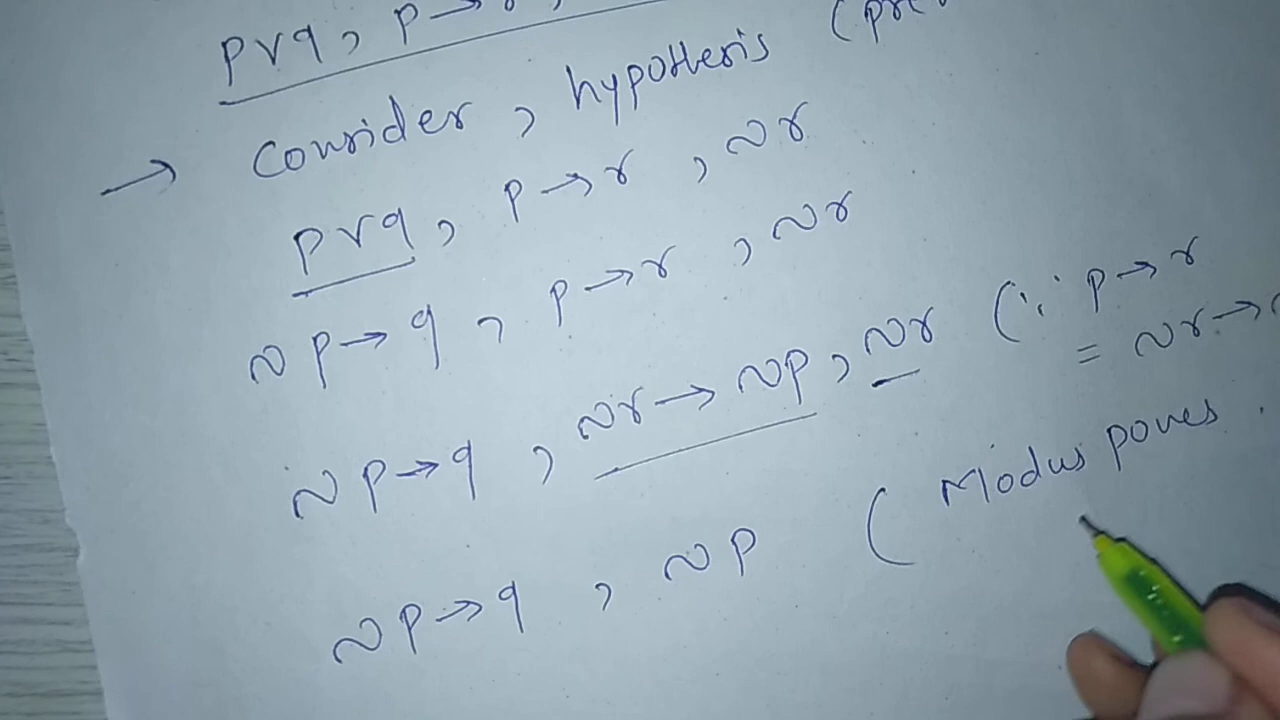 p∨q, p→
→ Consider, hypothesis (pre
p∨q, p→r, ~r
~p→q, p→r, ~r
~p→q, ~r→~p, ~r (∵ p→r
= ~r→
~p→q, ~p (Modus pones.